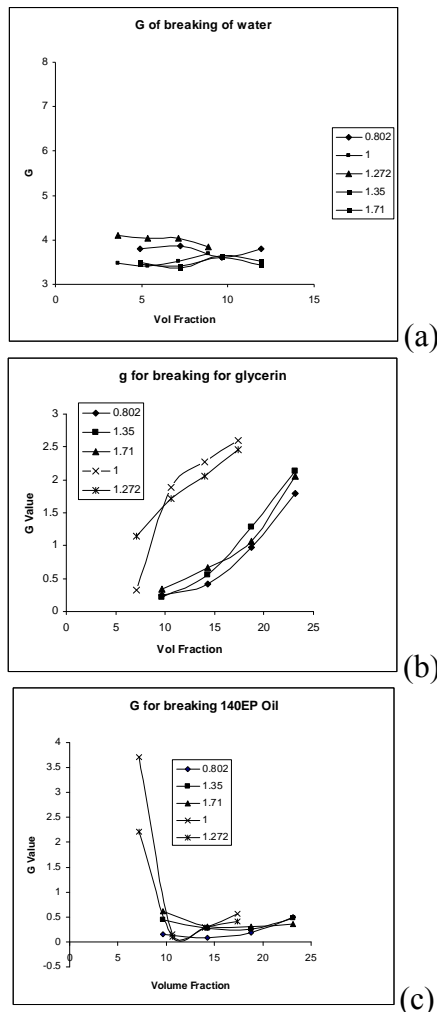 G of breaking of water
8
7
6
5
4
3
G
0 5 10 15
Vol Fraction
0.802
1
1.272
1.35
1.71
(a)
g for breaking for glycerin
3
2.5
2
1.5
1
0.5
0
G Value
0 5 10 15 20 25
Vol Fraction
0.802
1.35
1.71
1
1.272
(b)
G for breaking 140EP Oil
4
3.5
3
2.5
2
1.5
1
0.5
0
-0.5
G Value
0 5 10 15 20 25
Volume Fraction
0.802
1.35
1.71
1
1.272
(c)